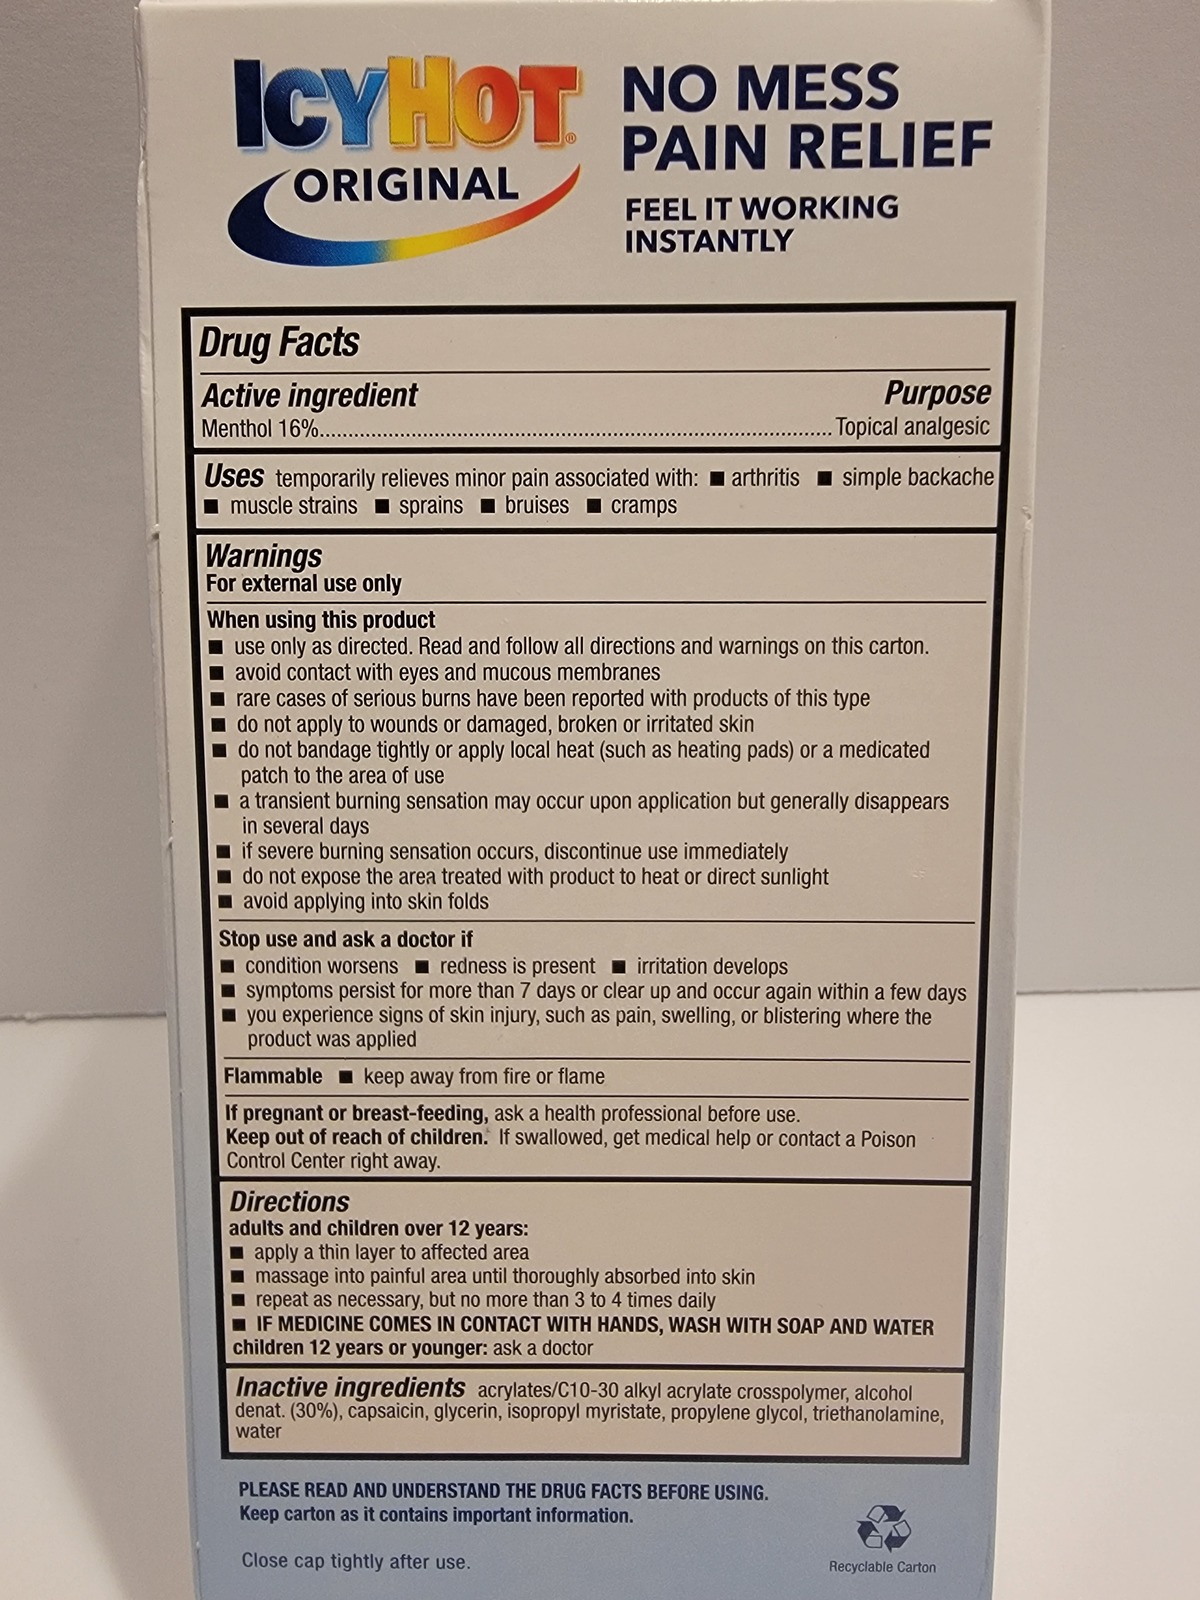 ICYHOT®
ORIGINAL
NO MESS
PAIN RELIEF
FEEL IT WORKING
INSTANTLY
Drug Facts
Active ingredient Purpose
Menthol 16%.......................................................................................Topical analgesic
Uses temporarily relieves minor pain associated with: ■ arthritis ■ simple backache
■ muscle strains ■ sprains ■ bruises ■ cramps
Warnings
For external use only
When using this product
■ use only as directed. Read and follow all directions and warnings on this carton.
■ avoid contact with eyes and mucous membranes
■ rare cases of serious burns have been reported with products of this type
■ do not apply to wounds or damaged, broken or irritated skin
■ do not bandage tightly or apply local heat (such as heating pads) or a medicated
patch to the area of use
■ a transient burning sensation may occur upon application but generally disappears
in several days
■ if severe burning sensation occurs, discontinue use immediately
■ do not expose the area treated with product to heat or direct sunlight
■ avoid applying into skin folds
Stop use and ask a doctor if
■ condition worsens ■ redness is present ■ irritation develops
■ symptoms persist for more than 7 days or clear up and occur again within a few days
■ you experience signs of skin injury, such as pain, swelling, or blistering where the
product was applied
Flammable ■ keep away from fire or flame
If pregnant or breast-feeding, ask a health professional before use.
Keep out of reach of children. If swallowed, get medical help or contact a Poison
Control Center right away.
Directions
adults and children over 12 years:
■ apply a thin layer to affected area
■ massage into painful area until thoroughly absorbed into skin
■ repeat as necessary, but no more than 3 to 4 times daily
■ IF MEDICINE COMES IN CONTACT WITH HANDS, WASH WITH SOAP AND WATER
children 12 years or younger: ask a doctor
Inactive ingredients acrylates/C10-30 alkyl acrylate crosspolymer, alcohol
denat. (30%), capsaicin, glycerin, isopropyl myristate, propylene glycol, triethanolamine,
water
PLEASE READ AND UNDERSTAND THE DRUG FACTS BEFORE USING.
Keep carton as it contains important information.
Close cap tightly after use.
Recyclable Carton